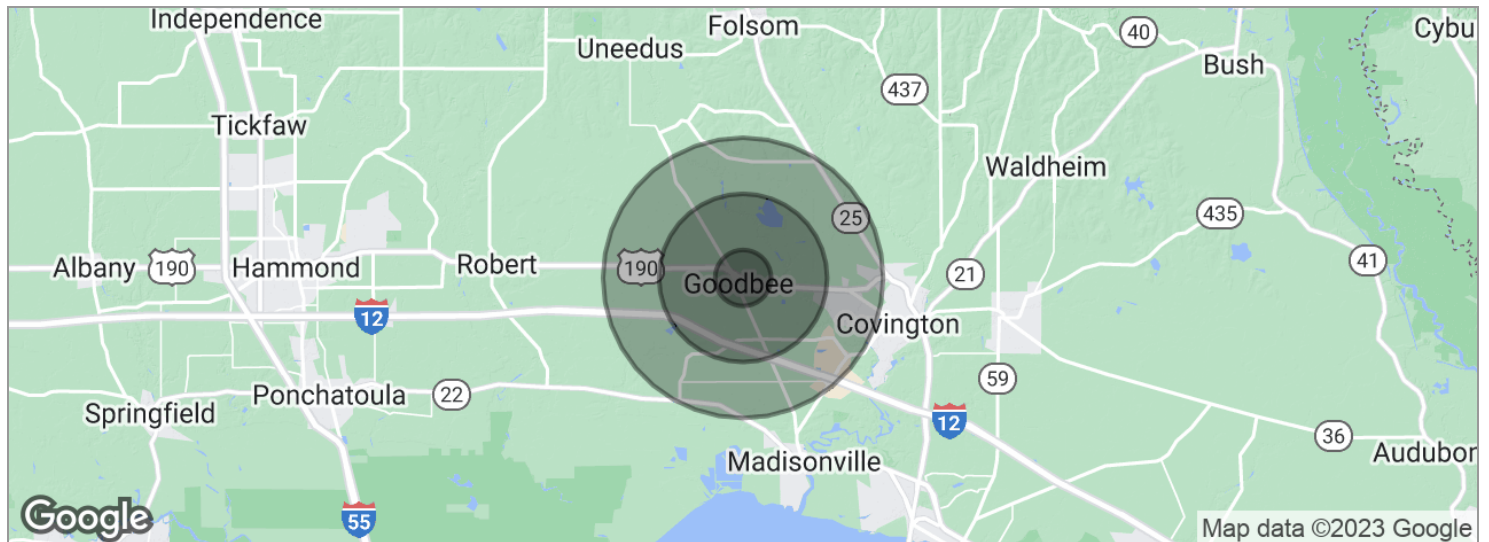 Independence
Folsom
Cybu
Uneedus
40
Bush
437
Tickfaw
Waldheim
25
435
Albany
190
Hammond
Robert
190
Goodbee
21
41
12
Covington
59
Ponchatoula
22
Springfield
12
36
Madisonville
Audubon
55
Google
Map data ©2023 Google